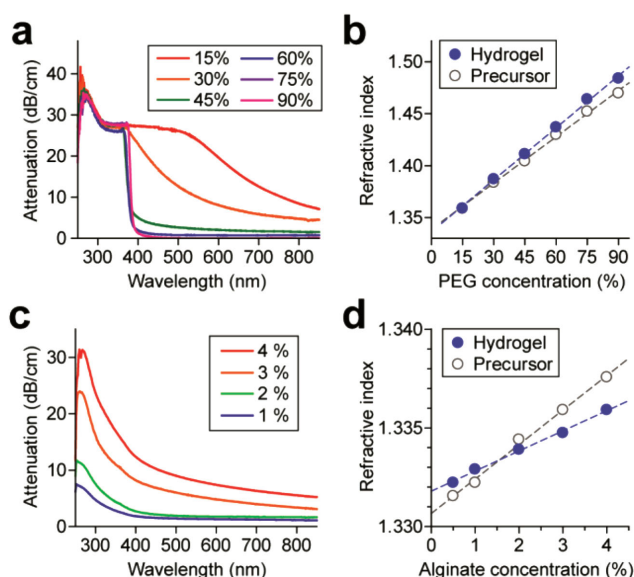 a
15% 60%
30% 75%
45% 90%
Attenuation (dB/cm)
40
30
20
10
0
300 400 500 600 700 800
Wavelength (nm)
b
Hydrogel
Precursor
Refractive index
1.50
1.45
1.40
1.35
0 15 30 45 60 75 90
PEG concentration (%)
c
4 %
3 %
2 %
1 %
Attenuation (dB/cm)
30
20
10
0
300 400 500 600 700 800
Wavelength (nm)
d
Hydrogel
Precursor
Refractive index
1.340
1.335
1.330
0 1 2 3 4
Alginate concentration (%)